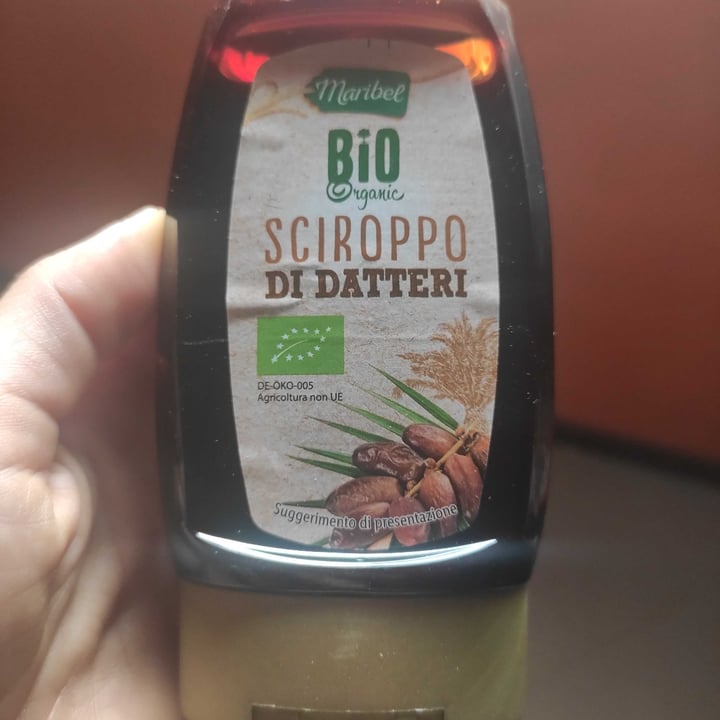 Maribel
BiO
Organic
SCIROPPO
DI DATTERI
DE-ÖKO-005
Agricoltura non UE
Suggerimento di presentazione